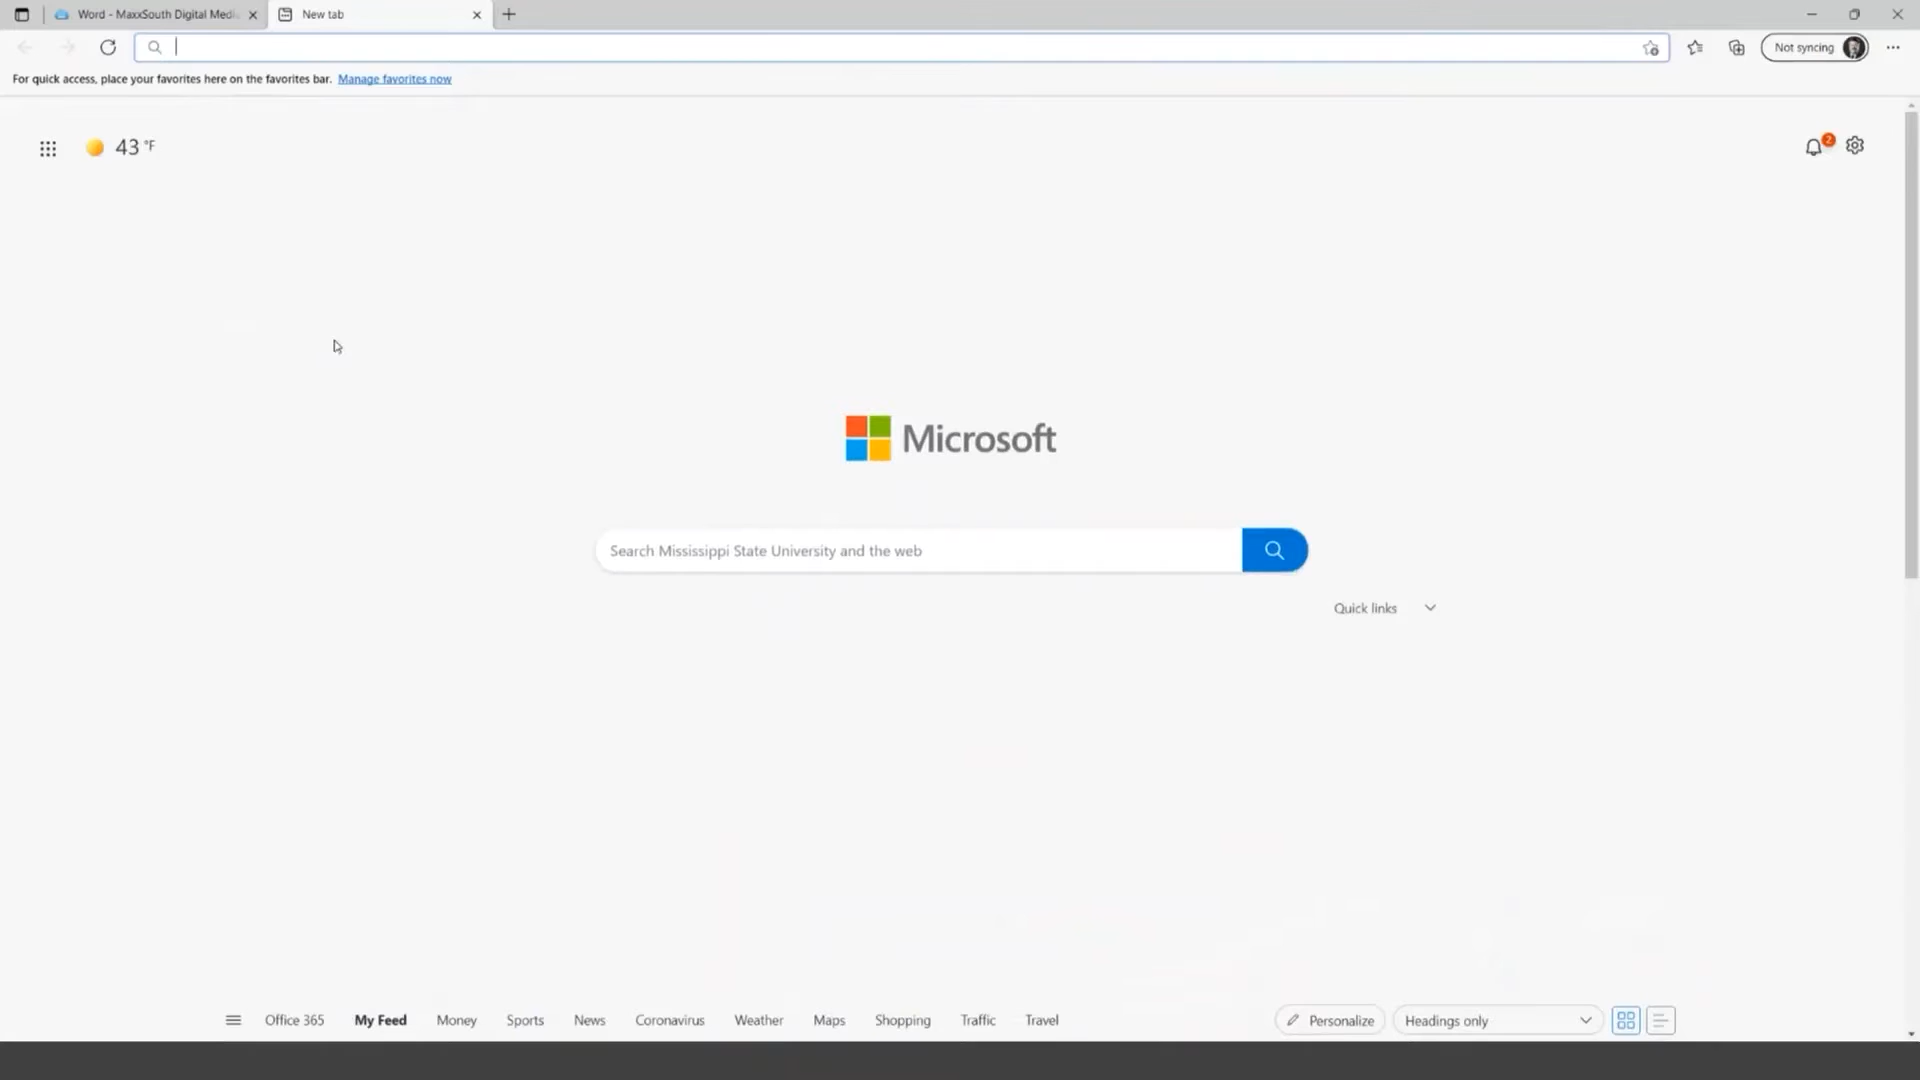 Word - MaxxSouth Digital Medi
New tab
Not syncing
For quick access, place your favorites here on the favorites bar. Manage favorites now
43 °F
2
Microsoft
Search Mississippi State University and the web
Quick links
Office 365 My Feed Money Sports News Coronavirus Weather Maps Shopping Traffic Travel Personalize Headings only